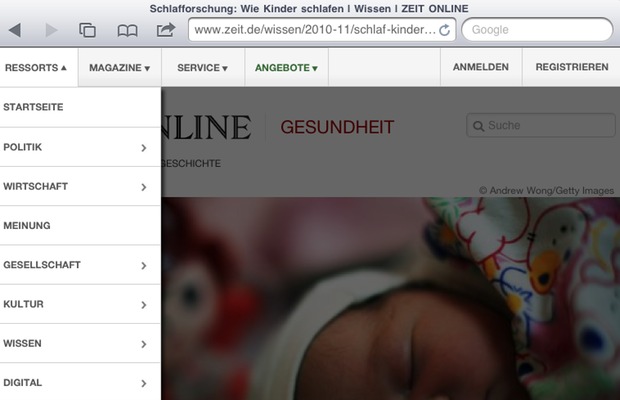 Schlafforschung: Wie Kinder schlafen | Wissen | ZEIT ONLINE
www.zeit.de/wissen/2010-11/schlaf-kinder...
Google
RESSORTS ▲ MAGAZINE ▼ SERVICE ▼ ANGEBOTE ▼ ANMELDEN REGISTRIEREN
STARTSEITE
NLINE GESUNDHEIT Suche
POLITIK
GESCHICHTE
WIRTSCHAFT
© Andrew Wong/Getty Images
MEINUNG
GESELLSCHAFT
KULTUR
WISSEN
DIGITAL